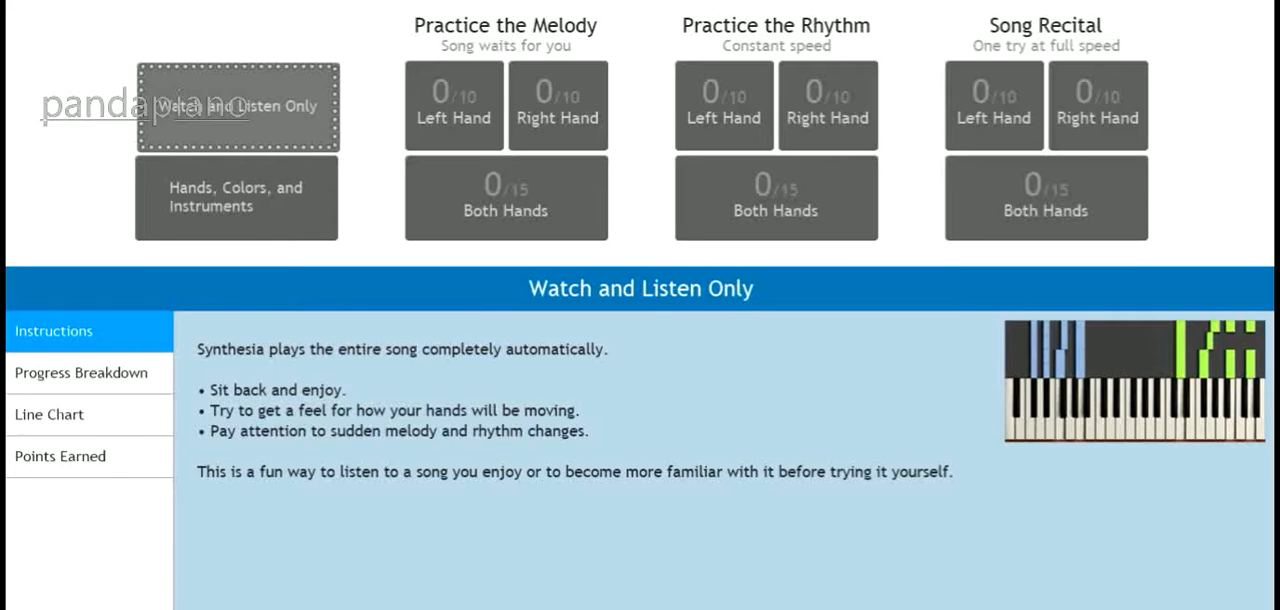 Practice the Melody
Song waits for you
Practice the Rhythm
Constant speed
Song Recital
One try at full speed
pandapiano
Watch and Listen Only
0/10
Left Hand
0/10
Right Hand
0/10
Left Hand
0/10
Right Hand
0/10
Left Hand
0/10
Right Hand
Hands, Colors, and
Instruments
0/15
Both Hands
0/15
Both Hands
0/15
Both Hands
Watch and Listen Only
Instructions
Progress Breakdown
Line Chart
Points Earned
Synthesia plays the entire song completely automatically.
• Sit back and enjoy.
• Try to get a feel for how your hands will be moving.
• Pay attention to sudden melody and rhythm changes.
This is a fun way to listen to a song you enjoy or to become more familiar with it before trying it yourself.